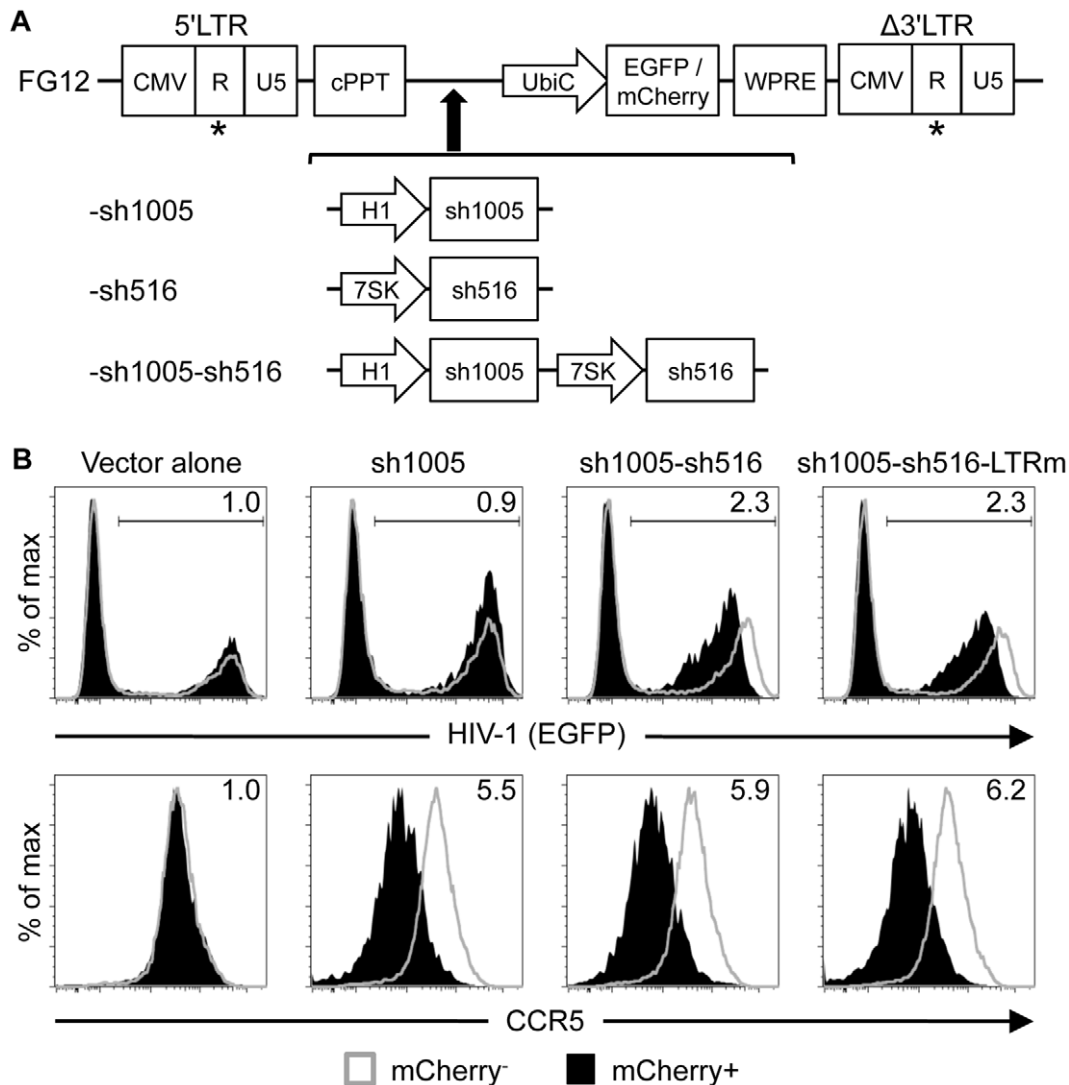 A
5'LTR
Δ3'LTR
FG12
CMV
R
U5
cPPT
UbiC
EGFP /
mCherry
WPRE
CMV
R
U5
*
*
-sh1005
H1
sh1005
-sh516
7SK
sh516
-sh1005-sh516
H1
sh1005
7SK
sh516
B
Vector alone
sh1005
sh1005-sh516
sh1005-sh516-LTRm
% of max
1.0
0.9
2.3
2.3
HIV-1 (EGFP)
% of max
1.0
5.5
5.9
6.2
CCR5
mCherry-
mCherry+